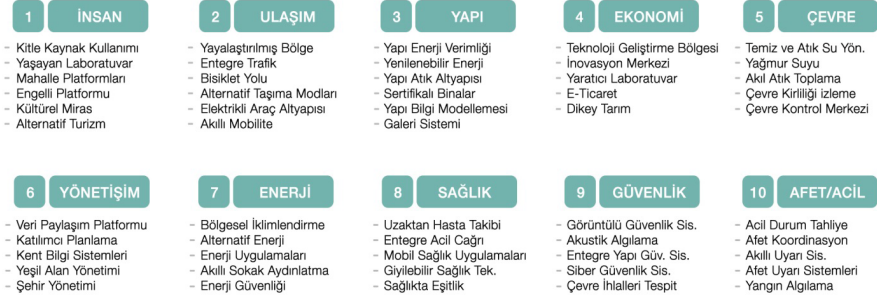 1 İNSAN
- Kitle Kaynak Kullanımı
- Yaşayan Laboratuvar
- Mahalle Platformları
- Engelli Platformu
- Kültürel Miras
- Alternatif Turizm
2 ULAŞIM
- Yayalaştırılmış Bölge
- Entegre Trafik
- Bisiklet Yolu
- Alternatif Taşıma Modları
- Elektrikli Araç Altyapısı
- Akıllı Mobilite
3 YAPI
- Yapı Enerji Verimliği
- Yenilenebilir Enerji
- Yapı Atık Altyapısı
- Sertifikalı Binalar
- Yapı Bilgi Modellemesi
- Galeri Sistemi
4 EKONOMİ
- Teknoloji Geliştirme Bölgesi
- İnovasyon Merkezi
- Yaratıcı Laboratuvar
- E-Ticaret
- Dikey Tarım
5 ÇEVRE
- Temiz ve Atık Su Yön.
- Yağmur Suyu
- Akıl Atık Toplama
- Çevre Kirliliği izleme
- Çevre Kontrol Merkezi
6 YÖNETİŞİM
- Veri Paylaşım Platformu
- Katılımcı Planlama
- Kent Bilgi Sistemleri
- Yeşil Alan Yönetimi
- Şehir Yönetimi
7 ENERJİ
- Bölgesel İklimlendirme
- Alternatif Enerji
- Enerji Uygulamaları
- Akıllı Sokak Aydınlatma
- Enerji Güvenliği
8 SAĞLIK
- Uzaktan Hasta Takibi
- Entegre Acil Cağrı
- Mobil Sağlık Uygulamaları
- Giyilebilir Sağlık Tek.
- Sağlıkta Eşitlik
9 GÜVENLİK
- Görüntülü Güvenlik Sis.
- Akustik Algılama
- Entegre Yapı Güv. Sis.
- Siber Güvenlik Sis.
- Çevre İhlalleri Tespit
10 AFET/ACİL
- Acil Durum Tahliye
- Afet Koordinasyon
- Akıllı Uyarı Sis.
- Afet Uyarı Sistemleri
- Yangın Algılama